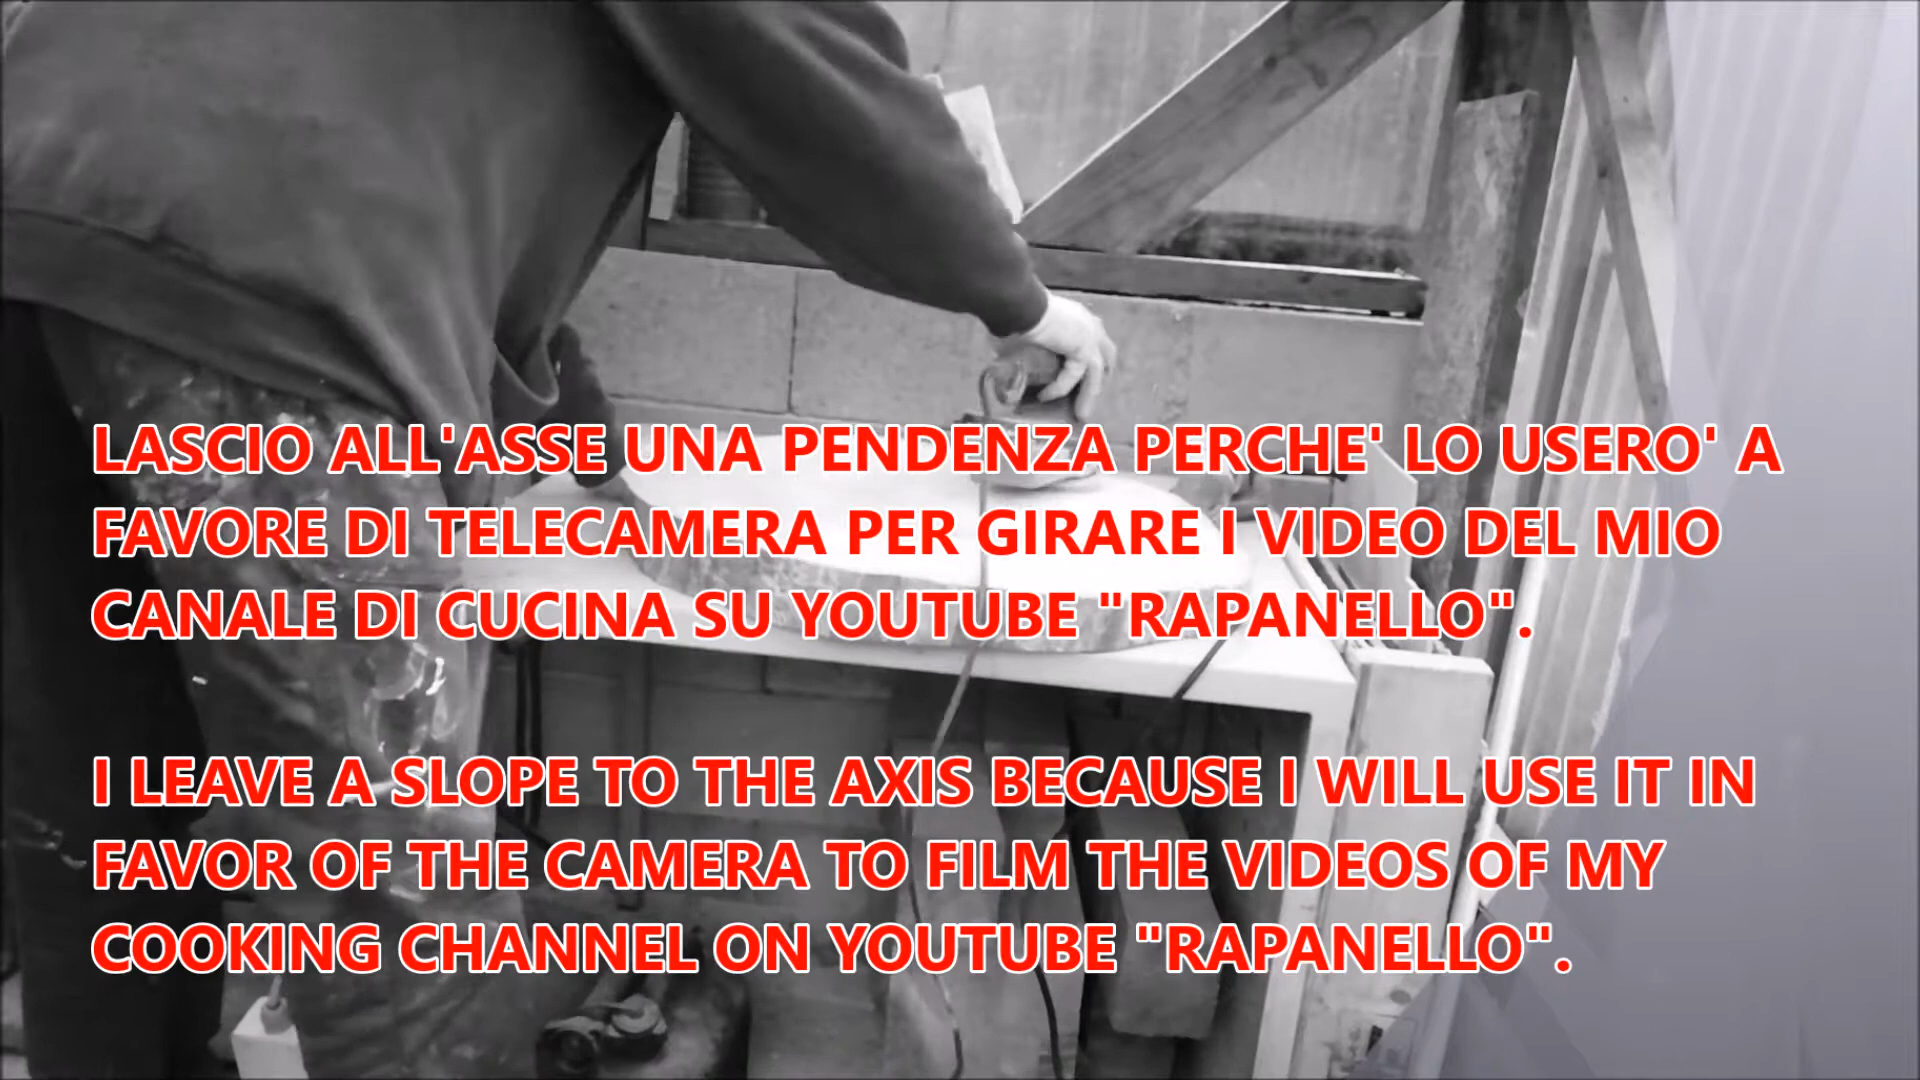 LASCIO ALL'ASSE UNA PENDENZA PERCHE' LO USERO' A
FAVORE DI TELECAMERA PER GIRARE I VIDEO DEL MIO
CANALE DI CUCINA SU YOUTUBE "RAPANELLO".
I LEAVE A SLOPE TO THE AXIS BECAUSE I WILL USE IT IN
FAVOR OF THE CAMERA TO FILM THE VIDEOS OF MY
COOKING CHANNEL ON YOUTUBE "RAPANELLO".